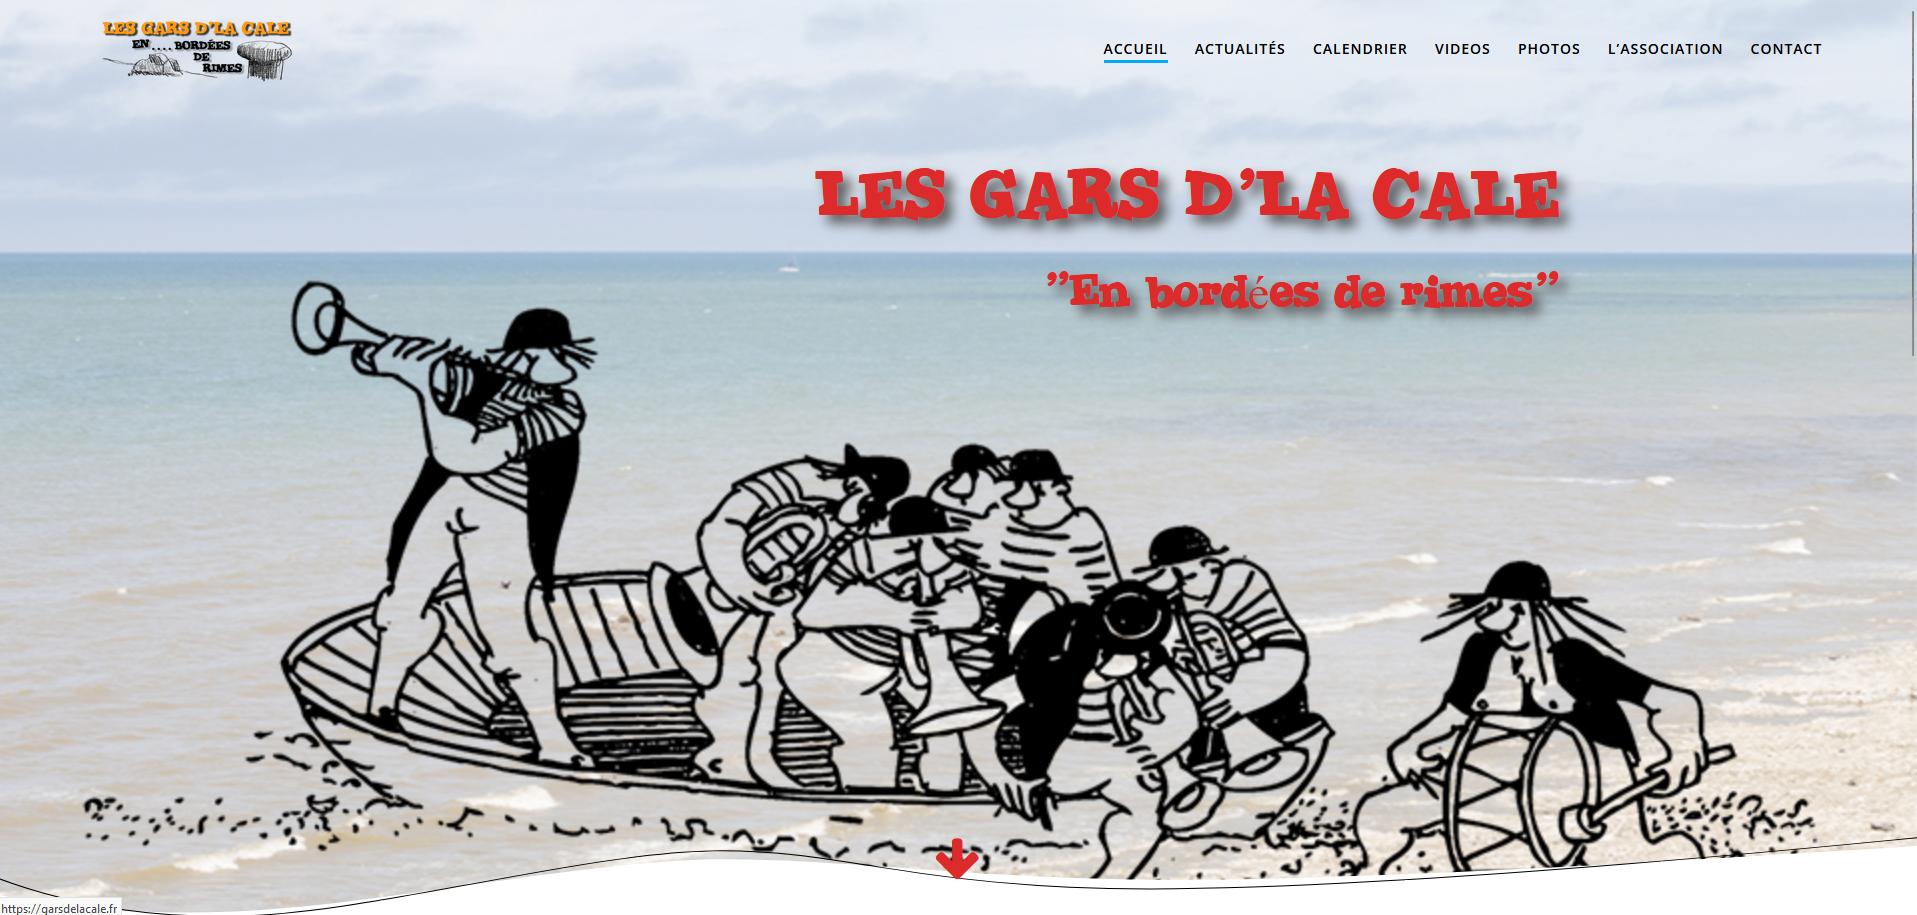 LES GARS D'LA CALE
EN .... BORDÉES
DE
RIMES
ACCUEIL ACTUALITÉS CALENDRIER VIDEOS PHOTOS L'ASSOCIATION CONTACT
LES GARS D'LA CALE
"En bordées de rimes"
https://garsdelacale.fr